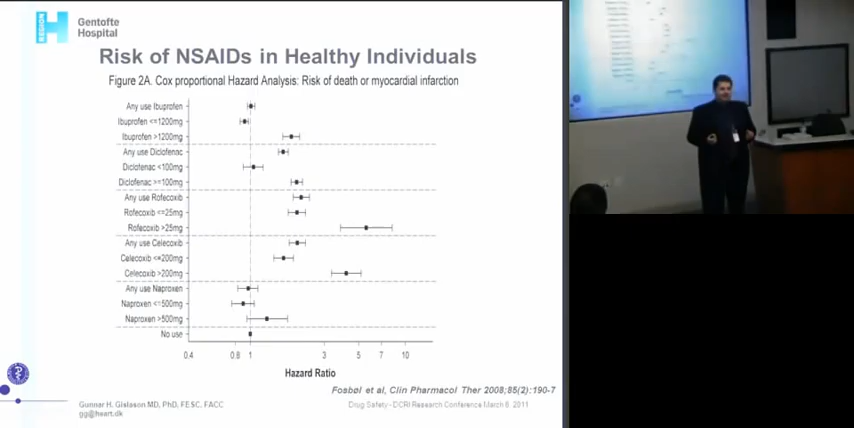 REGION
H
Gentofte
Hospital
Risk of NSAIDs in Healthy Individuals
Figure 2A. Cox proportional Hazard Analysis: Risk of death or myocardial infarction
Any use Ibuprofen
Ibuprofen <=1200mg
Ibuprofen >1200mg
Any use Diclofenac
Diclofenac <100mg
Diclofenac >=100mg
Any use Rofecoxib
Rofecoxib <=25mg
Rofecoxib >25mg
Any use Celecoxib
Celecoxib <=200mg
Celecoxib >200mg
Any use Naproxen
Naproxen <=500mg
Naproxen >500mg
No use
0.4 0.8 1 3 5 7 10
Hazard Ratio
Fosbøl et al, Clin Pharmacol Ther 2008;85(2):190-7
Gunnar H. Gislason MD, PhD, FESC, FACC
gg@heart.dk
Drug Safety - DCRI Research Conference March 8, 2011